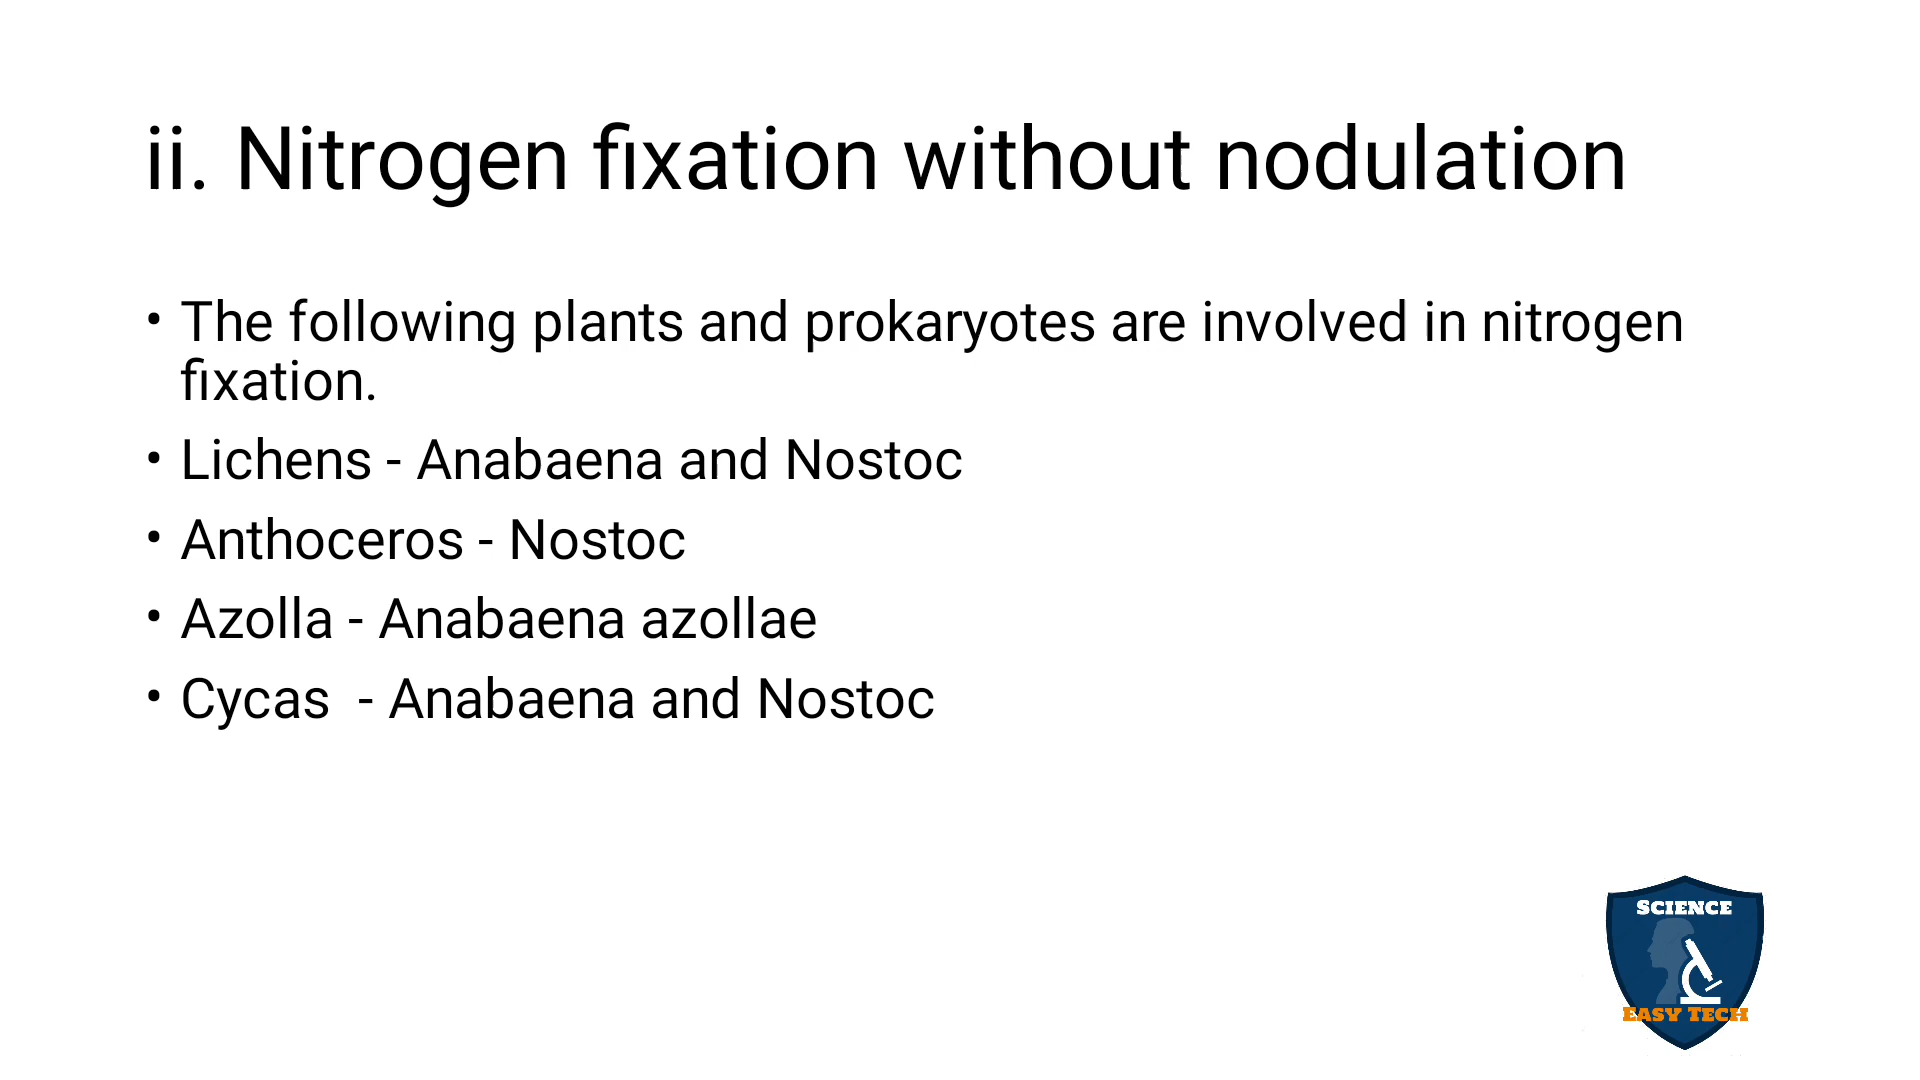 ii. Nitrogen fixation without nodulation
• The following plants and prokaryotes are involved in nitrogen
fixation.
• Lichens - Anabaena and Nostoc
• Anthoceros - Nostoc
• Azolla - Anabaena azollae
• Cycas  - Anabaena and Nostoc
SCIENCE
EASY TECH